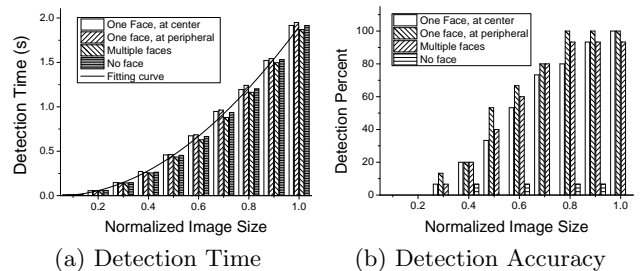 2.0
1.5
1.0
0.5
0.0
Detection Time (s)
One Face, at center
One face, at peripheral
Multiple faces
No face
Fitting curve
0.2 0.4 0.6 0.8 1.0
Normalized Image Size
(a) Detection Time
100
80
60
40
20
0
Detection Percent
One Face, at center
One face, at peripheral
Multiple faces
No face
0.2 0.4 0.6 0.8 1.0
Normalized Image Size
(b) Detection Accuracy